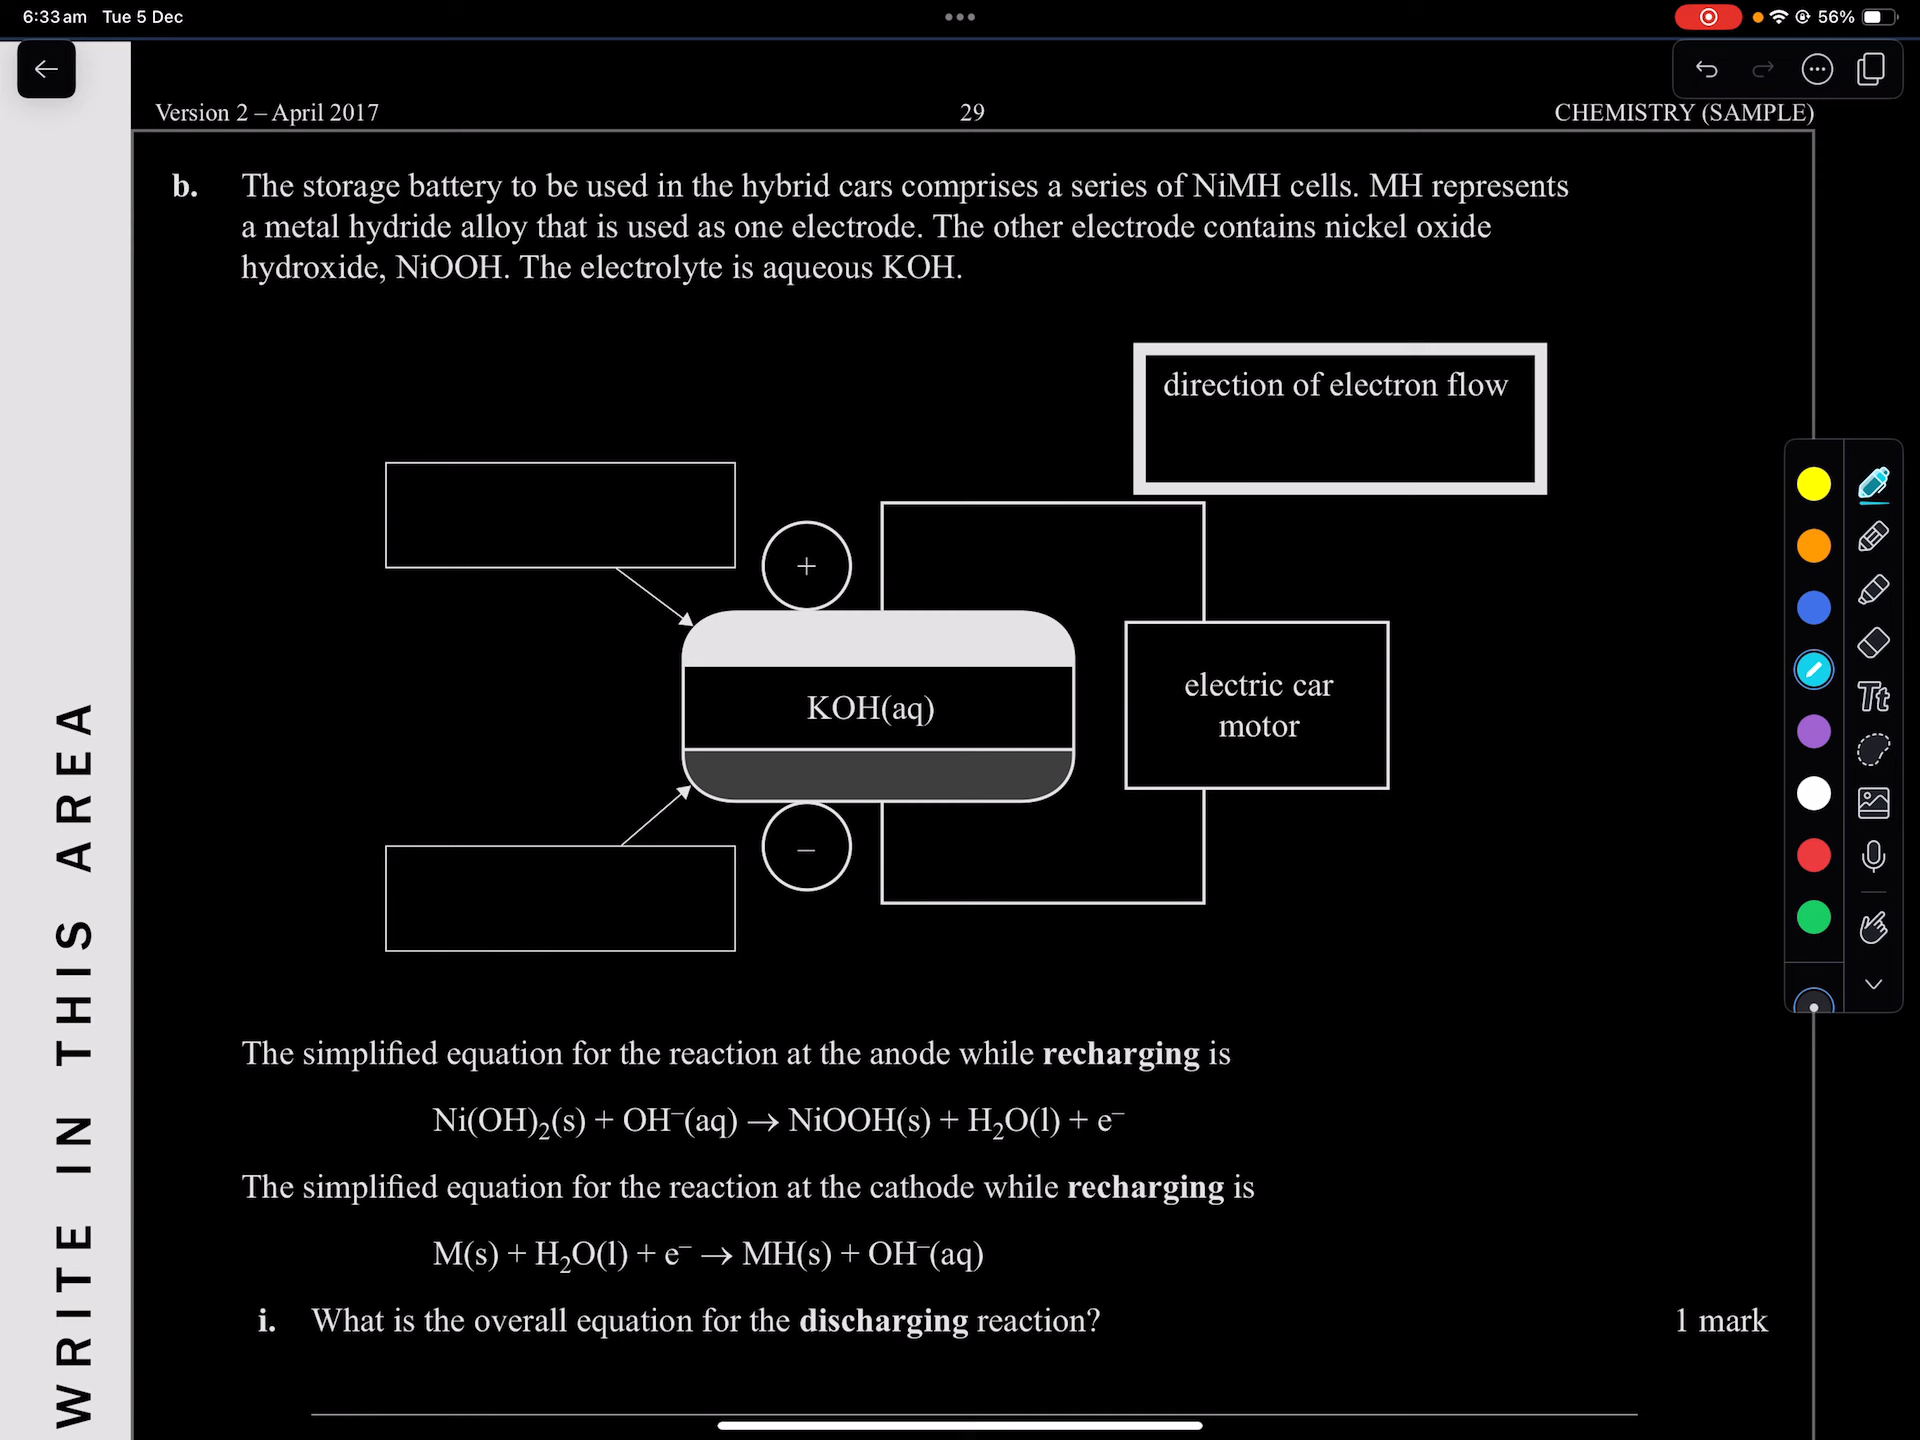 6:33am Tue 5 Dec
56%
Version 2 – April 2017
29
CHEMISTRY (SAMPLE)
b. The storage battery to be used in the hybrid cars comprises a series of NiMH cells. MH represents
a metal hydride alloy that is used as one electrode. The other electrode contains nickel oxide
hydroxide, NiOOH. The electrolyte is aqueous KOH.
direction of electron flow
+
KOH(aq)
electric car
motor
–
The simplified equation for the reaction at the anode while recharging is
Ni(OH)₂(s) + OH⁻(aq) → NiOOH(s) + H₂O(l) + e⁻
The simplified equation for the reaction at the cathode while recharging is
M(s) + H₂O(l) + e⁻ → MH(s) + OH⁻(aq)
i. What is the overall equation for the discharging reaction?
1 mark
WRITE IN THIS AREA
Tt